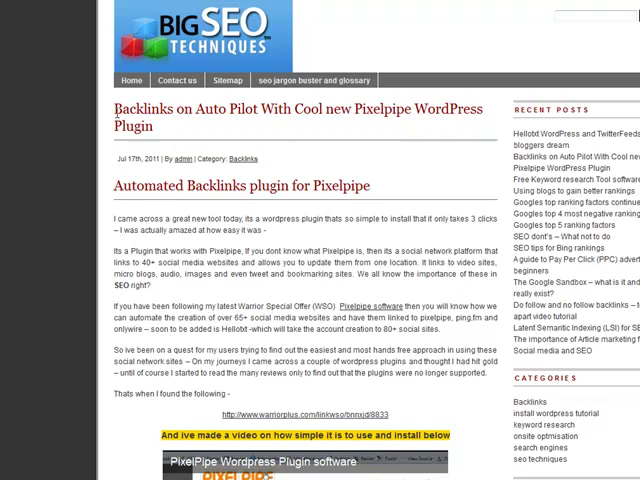 BIG SEO
TECHNIQUES
Home
Contact us
Sitemap
seo jargon buster and glossary
Backlinks on Auto Pilot With Cool new Pixelpipe WordPress
Plugin
Jul 17th, 2011 | By admin | Category: Backlinks
Automated Backlinks plugin for Pixelpipe
I came across a great new tool today, its a wordpress plugin thats so simple to install that it only takes 3 clicks
– I was actually amazed at how easy it was -
Its a Plugin that works with Pixelpipe, If you dont know what Pixelpipe is, then its a social network platform that
links to 40+ social media websites and allows you to update them from one location. It links to video sites,
micro blogs, audio, images and even tweet and bookmarking sites. We all know the importance of these in
SEO right?
If you have been following my latest Warrior Special Offer (WSO) Pixelpipe software then you will know how we
can automate the creation of over 65+ social media websites and have them linked to pixelpipe, ping.fm and
onlywire – soon to be added is Hellotxt -which will take the account creation to 80+ social sites.
So ive been on a quest for my users trying to find out the easiest and most hands free approach in using these
social network sites – On my journeys I came across a couple of wordpress plugins and thought I had hit gold
– until of course I started to read the many reviews only to find out that the plugins were no longer supported.
Thats when I found the following -
http://www.warriorplus.com/linkwso/bnnxjd/8833
And ive made a video on how simple it is to use and install below
PixelPipe Wordpress Plugin software
RECENT POSTS
Hellotxt WordPress and TwitterFeeds
bloggers dream
Backlinks on Auto Pilot With Cool new
Pixelpipe WordPress Plugin
Free Keyword research Tool software
Using blogs to gain better rankings
Googles top ranking factors continue
Googles top 4 most negative ranking
Googles top 5 ranking factors
SEO dont's – What not to do
SEO tips for Bing rankings
A guide to Pay Per Click (PPC) advert
beginners
The Google Sandbox – what is it and
really exist?
Do follow and no follow backlinks – t
apart video tutorial
Latent Semantic Indexing (LSI) for SE
The importance of Article marketing f
Social media and SEO
CATEGORIES
Backlinks
install wordpress tutorial
keyword research
onsite optmisation
search engines
seo techniques